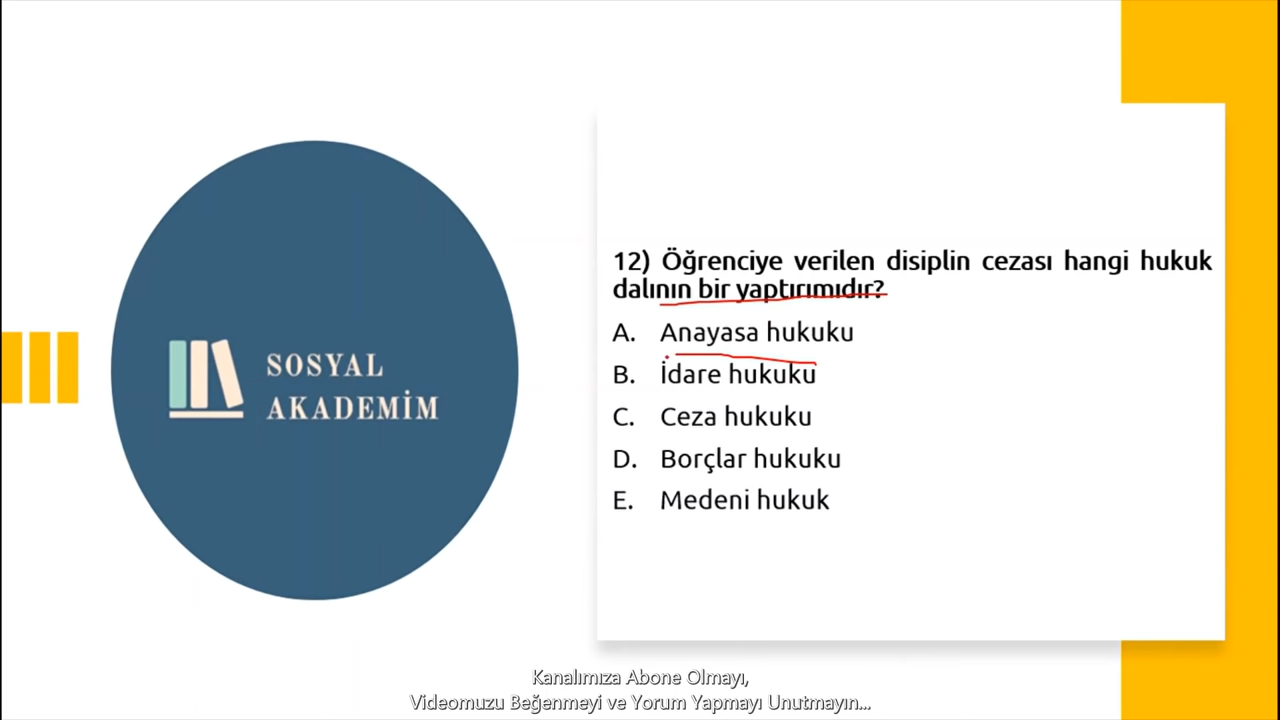 SOSYAL
AKADEMİM
12) Öğrenciye verilen disiplin cezası hangi hukuk
dalının bir yaptırımıdır?
A. Anayasa hukuku
B. İdare hukuku
C. Ceza hukuku
D. Borçlar hukuku
E. Medeni hukuk
Kanalımıza Abone Olmayı,
Videomuzu Beğenmeyi ve Yorum Yapmayı Unutmayın...